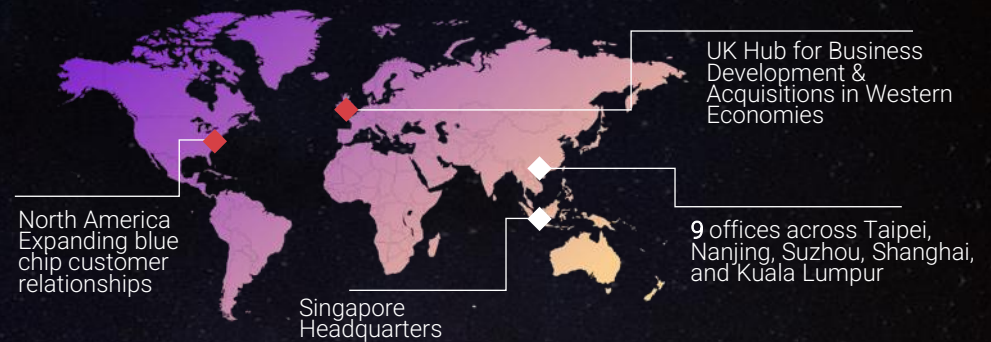 UK Hub for Business
Development &
Acquisitions in Western
Economies
North America
Expanding blue
chip customer
relationships
9 offices across Taipei,
Nanjing, Suzhou, Shanghai,
and Kuala Lumpur
Singapore
Headquarters